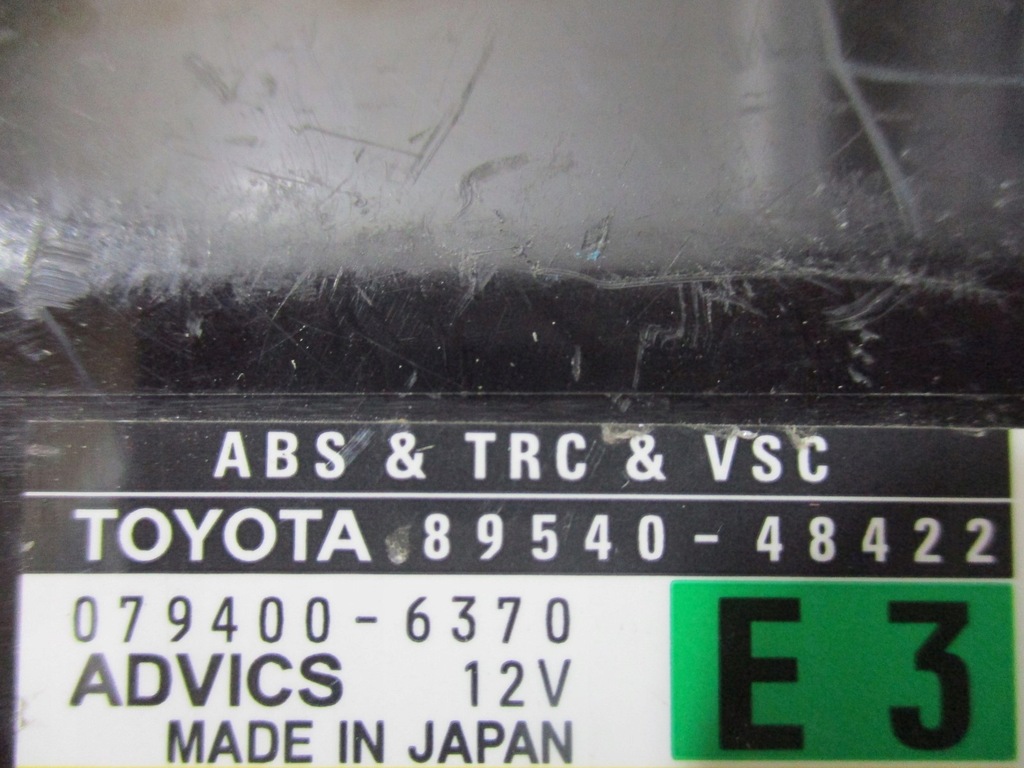 ABS & TRC & VSC
TOYOTA 89540-48422
079400-6370
ADVICS 12V
MADE IN JAPAN
E3